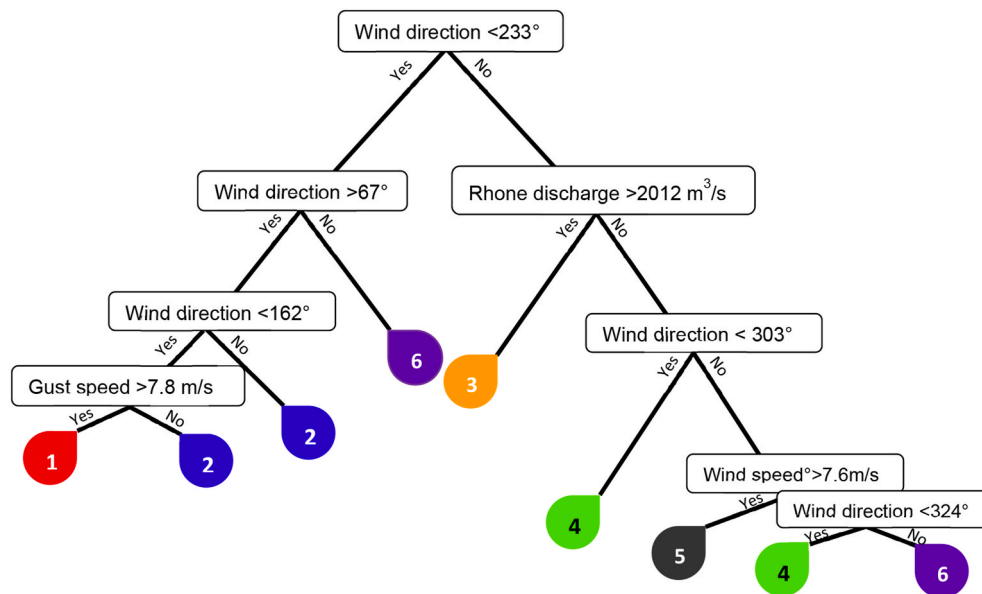 Wind direction <233°
Yes
No
Wind direction >67°
Rhone discharge >2012 m³/s
Yes
No
Yes
No
Wind direction <162°
Wind direction < 303°
Yes
No
6
3
Yes
No
Gust speed >7.8 m/s
Yes
No
1
2
2
Wind speed°>7.6m/s
Yes
Wind direction <324°
4
5
Yes
No
4
6